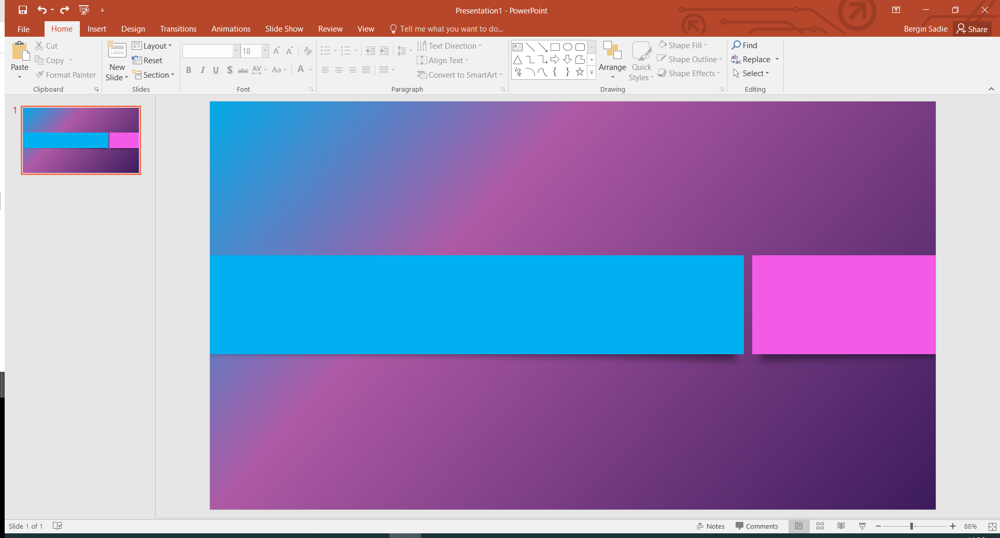 Presentation1 - PowerPoint
File Home Insert Design Transitions Animations Slide Show Review View Tell me what you want to do... Bergin Sadie Share
Paste
Cut
Copy
Format Painter
Clipboard
New
Slide
Layout
Reset
Section
Slides
18
A A
B I U S abc AV Aa A
Font
Text Direction
Align Text
Convert to SmartArt
Paragraph
Arrange
Quick
Styles
Shape Fill
Shape Outline
Shape Effects
Drawing
Find
Replace
Select
Editing
1
Slide 1 of 1 Notes Comments 88%